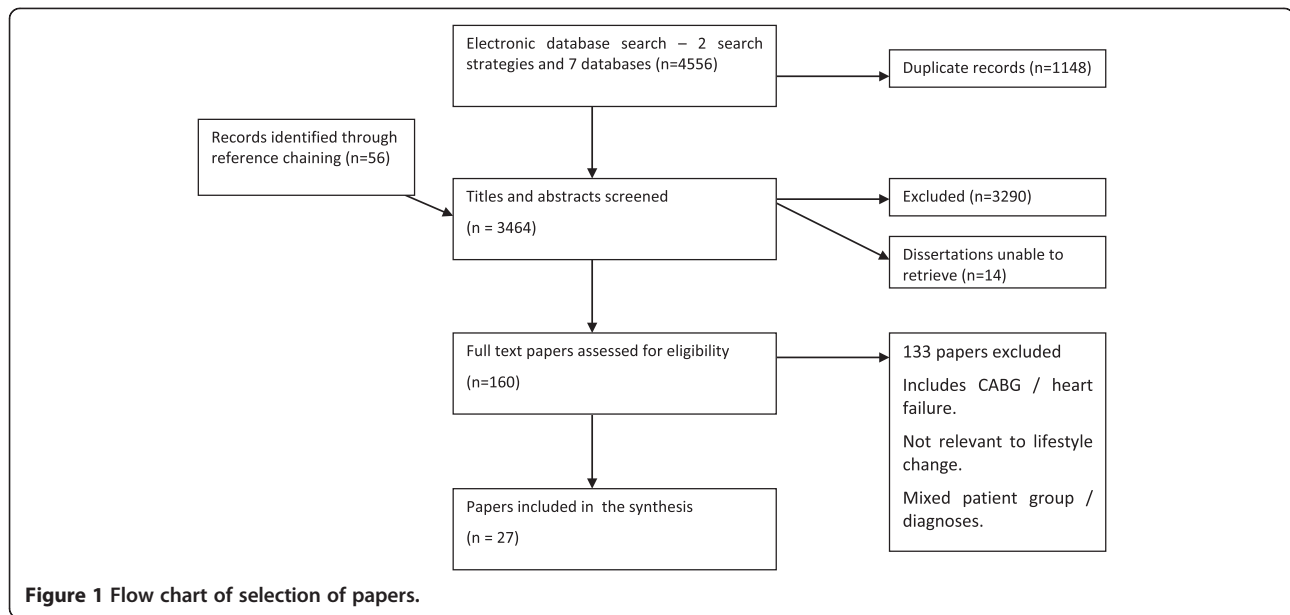 Electronic database search – 2 search
strategies and 7 databases (n=4556)
Duplicate records (n=1148)
Records identified through
reference chaining (n=56)
Titles and abstracts screened
(n = 3464)
Excluded (n=3290)
Dissertations unable to
retrieve (n=14)
Full text papers assessed for eligibility
(n=160)
133 papers excluded
Includes CABG / heart
failure.
Not relevant to lifestyle
change.
Mixed patient group /
diagnoses.
Papers included in the synthesis
(n = 27)
Figure 1 Flow chart of selection of papers.